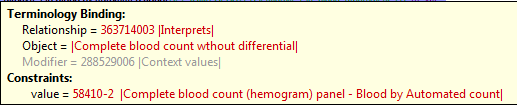 Terminology Binding:
Relationship = 363714003 |Interprets|
Object = |Complete blood count wthout differential|
Modifier = 288529006 |Context values|
Constraints:
value = 58410-2 |Complete blood count (hemogram) panel - Blood by Automated count|